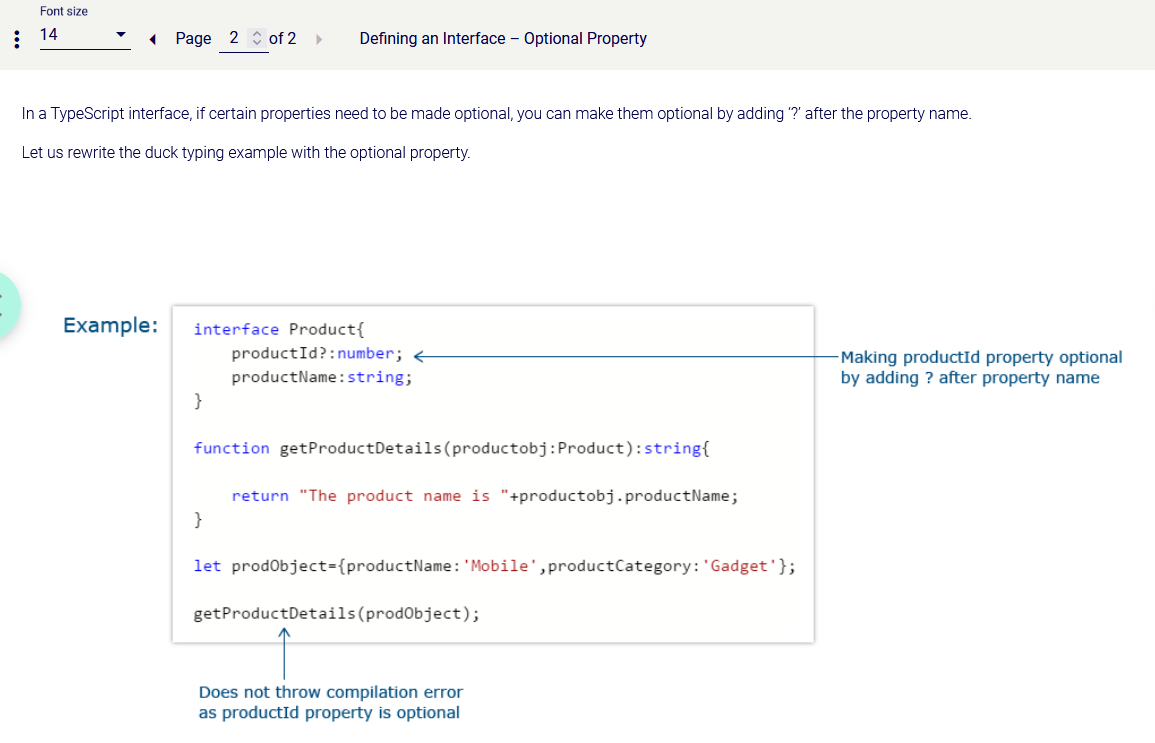 Font size
14
Page 2 of 2
Defining an Interface – Optional Property
In a TypeScript interface, if certain properties need to be made optional, you can make them optional by adding ‘?’ after the property name.
Let us rewrite the duck typing example with the optional property.
Example:
interface Product{
productId?:number;
productName:string;
}
Making productId property optional
by adding ? after property name
function getProductDetails(productobj:Product):string{
return "The product name is "+productobj.productName;
}
let prodObject={productName:'Mobile',productCategory:'Gadget'};
getProductDetails(prodObject);
Does not throw compilation error
as productId property is optional